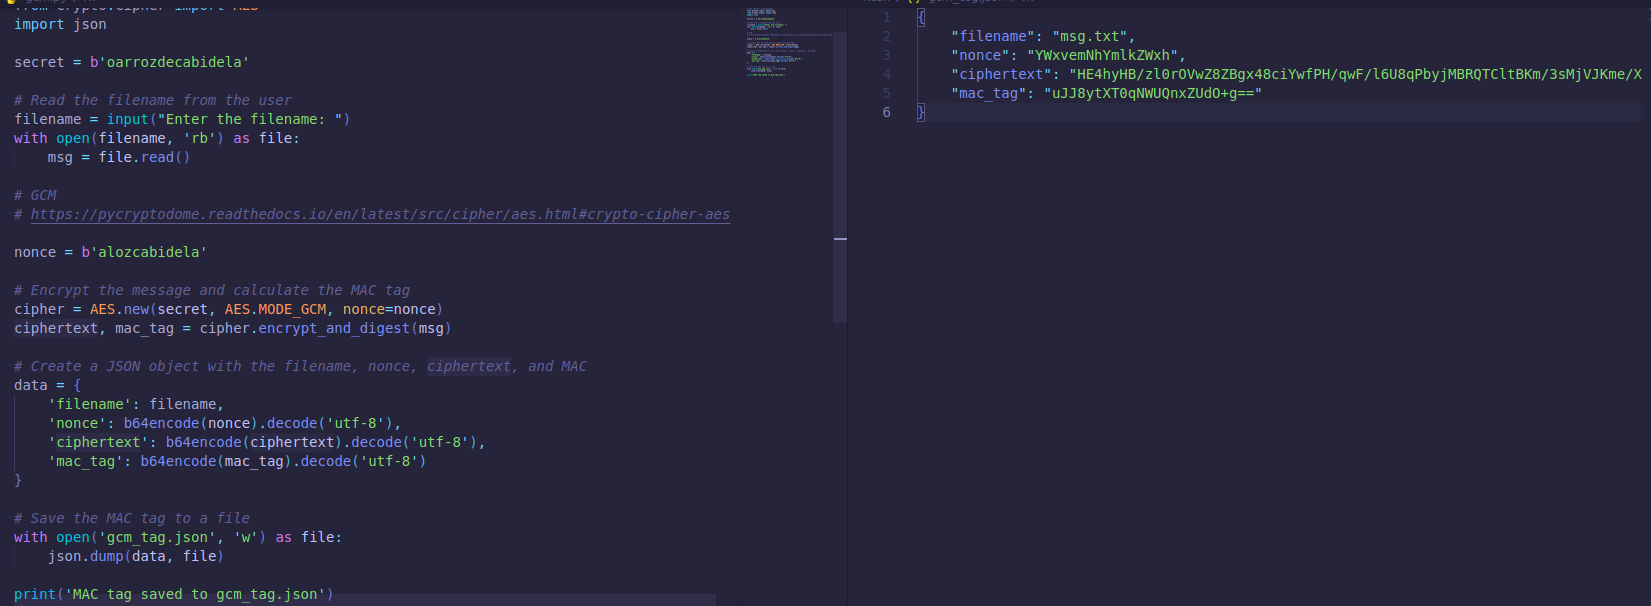 import json
secret = b'oarrozdecabidela'
# Read the filename from the user
filename = input("Enter the filename: ")
with open(filename, 'rb') as file:
    msg = file.read()
# GCM
# https://pycryptodome.readthedocs.io/en/latest/src/cipher/aes.html#crypto-cipher-aes
nonce = b'alozcabidela'
# Encrypt the message and calculate the MAC tag
cipher = AES.new(secret, AES.MODE_GCM, nonce=nonce)
ciphertext, mac_tag = cipher.encrypt_and_digest(msg)
# Create a JSON object with the filename, nonce, ciphertext, and MAC
data = {
    'filename': filename,
    'nonce': b64encode(nonce).decode('utf-8'),
    'ciphertext': b64encode(ciphertext).decode('utf-8'),
    'mac_tag': b64encode(mac_tag).decode('utf-8')
}
# Save the MAC tag to a file
with open('gcm_tag.json', 'w') as file:
    json.dump(data, file)
print('MAC tag saved to gcm_tag.json')
1 {
2     "filename": "msg.txt",
3     "nonce": "YWxvemNhYmlkZWxh",
4     "ciphertext": "HE4hyHB/zl0rOVwZ8ZBgx48ciYwfPH/qwF/l6U8qPbyjMBRQTCltBKm/3sMjVJKme/X
5     "mac_tag": "uJJ8ytXT0qNWUQnxZUdO+g=="
6 }